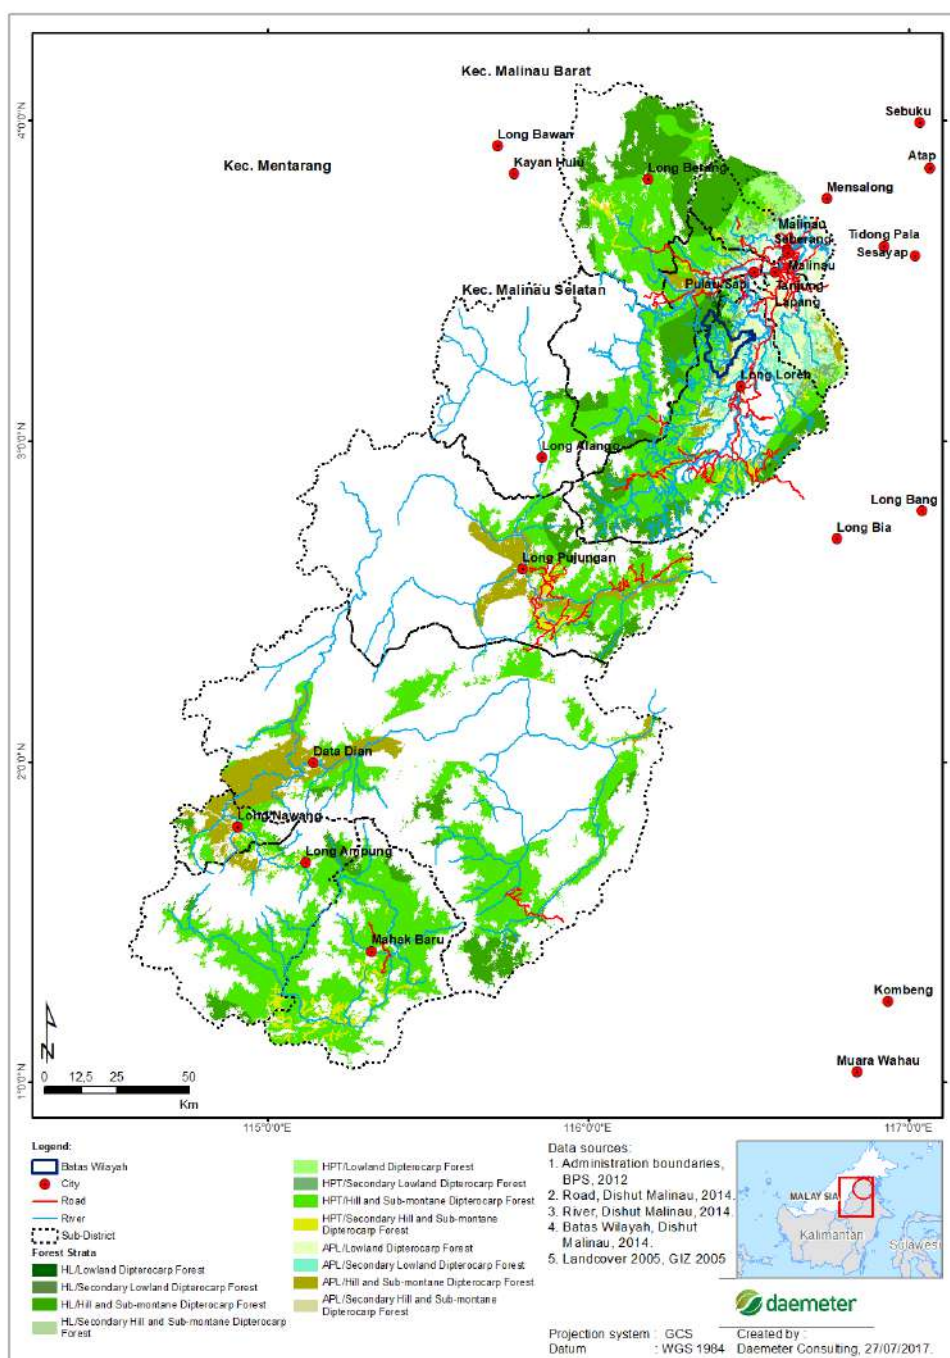 Kec. Malinau Barat
Sebuku
Long Bawan
Atap
Kec. Mentarang
Kayan Hulu
Long Berang
Mensalong
Malinau
Seberang
Tidong Pala
Sesayap
Malinau
Pulau Sapi
Tanjung
Lapang
Kec. Malinau Selatan
Long Loreh
Long Alango
Long Bang
Long Bia
Long Pujungan
Data Dian
Long Nawang
Long Ampung
Mahak Baru
Kombeng
Muara Wahau
4°0'0"N
3°0'0"N
2°0'0"N
1°0'0"N
N
0 12,5 25 50
Km
115°0'0"E 116°0'0"E 117°0'0"E
Legend:
Batas Wilayah
City
Road
River
Sub-District
Forest Strata
HL/Lowland Dipterocarp Forest
HL/Secondary Lowland Dipterocarp Forest
HL/Hill and Sub-montane Dipterocarp Forest
HL/Secondary Hill and Sub-montane Dipterocarp
Forest
HPT/Lowland Dipterocarp Forest
HPT/Secondary Lowland Dipterocarp Forest
HPT/Hill and Sub-montane Dipterocarp Forest
HPT/Secondary Hill and Sub-montane
Dipterocarp Forest
APL/Lowland Dipterocarp Forest
APL/Secondary Lowland Dipterocarp Forest
APL/Hill and Sub-montane Dipterocarp Forest
APL/Secondary Hill and Sub-montane
Dipterocarp Forest
Data sources:
1. Administration boundaries,
BPS, 2012
2. Road, Dishut Malinau, 2014.
3. River, Dishut Malinau, 2014.
4. Batas Wilayah, Dishut
Malinau, 2014.
5. Landcover 2005, GIZ 2005
MALAYSIA
Kalimantan
Sulawesi
daemeter
Projection system : GCS
Datum : WGS 1984
Created by :
Daemeter Consulting, 27/07/2017.